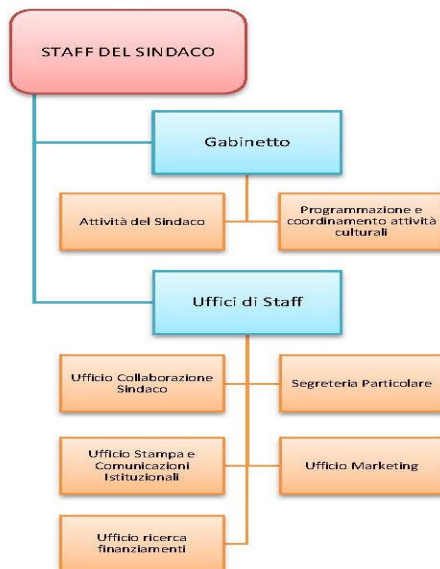 STAFF DEL SINDACO
Gabinetto
Attività del Sindaco
Programmazione e
coordinamento attività
culturali
Uffici di Staff
Ufficio Collaborazione
Sindaco
Segreteria Particolare
Ufficio Stampa e
Comunicazioni
Istituzionali
Ufficio Marketing
Ufficio ricerca
finanziamenti